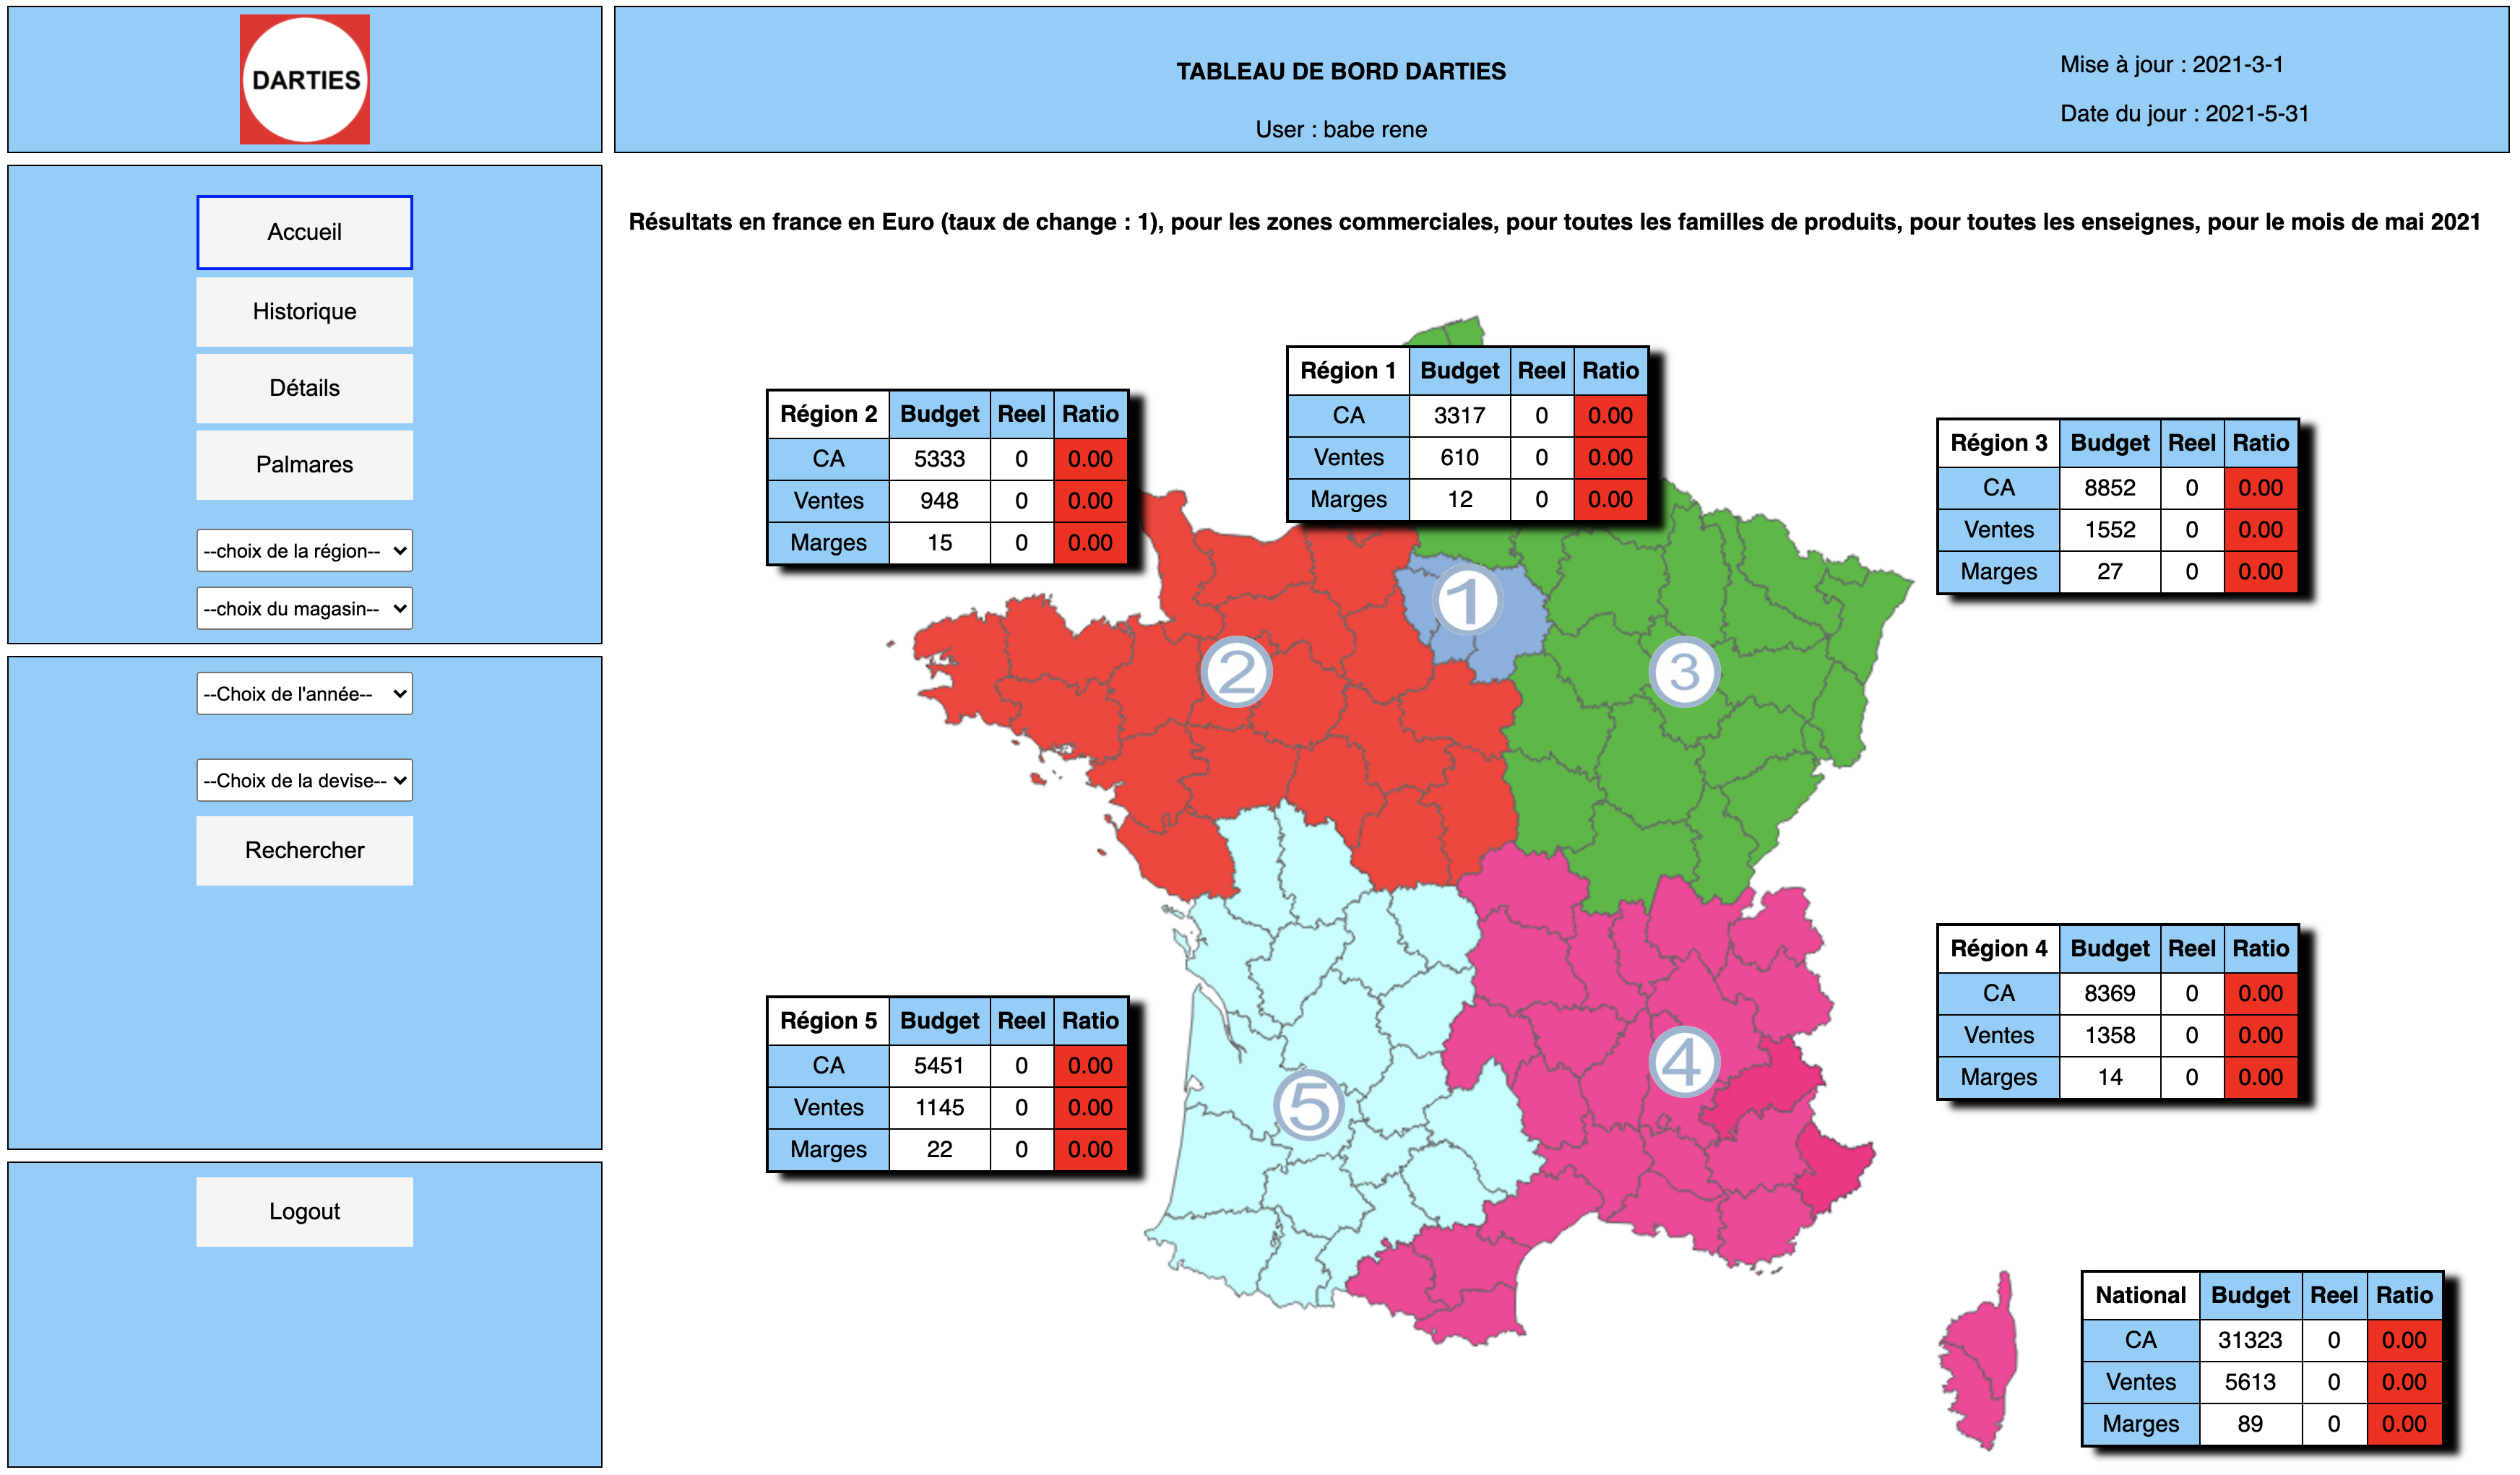 DARTIES
TABLEAU DE BORD DARTIES
User : babe rene
Mise à jour : 2021-3-1
Date du jour : 2021-5-31
Accueil
Historique
Détails
Palmares
--choix de la région--
--choix du magasin--
--Choix de l'année--
--Choix de la devise--
Rechercher
Logout
Résultats en france en Euro (taux de change : 1), pour les zones commerciales, pour toutes les familles de produits, pour toutes les enseignes, pour le mois de mai 2021
Région 1 Budget Reel Ratio
CA 3317 0 0.00
Ventes 610 0 0.00
Marges 12 0 0.00
Région 2 Budget Reel Ratio
CA 5333 0 0.00
Ventes 948 0 0.00
Marges 15 0 0.00
Région 3 Budget Reel Ratio
CA 8852 0 0.00
Ventes 1552 0 0.00
Marges 27 0 0.00
1
2
3
4
5
Région 4 Budget Reel Ratio
CA 8369 0 0.00
Ventes 1358 0 0.00
Marges 14 0 0.00
Région 5 Budget Reel Ratio
CA 5451 0 0.00
Ventes 1145 0 0.00
Marges 22 0 0.00
National Budget Reel Ratio
CA 31323 0 0.00
Ventes 5613 0 0.00
Marges 89 0 0.00